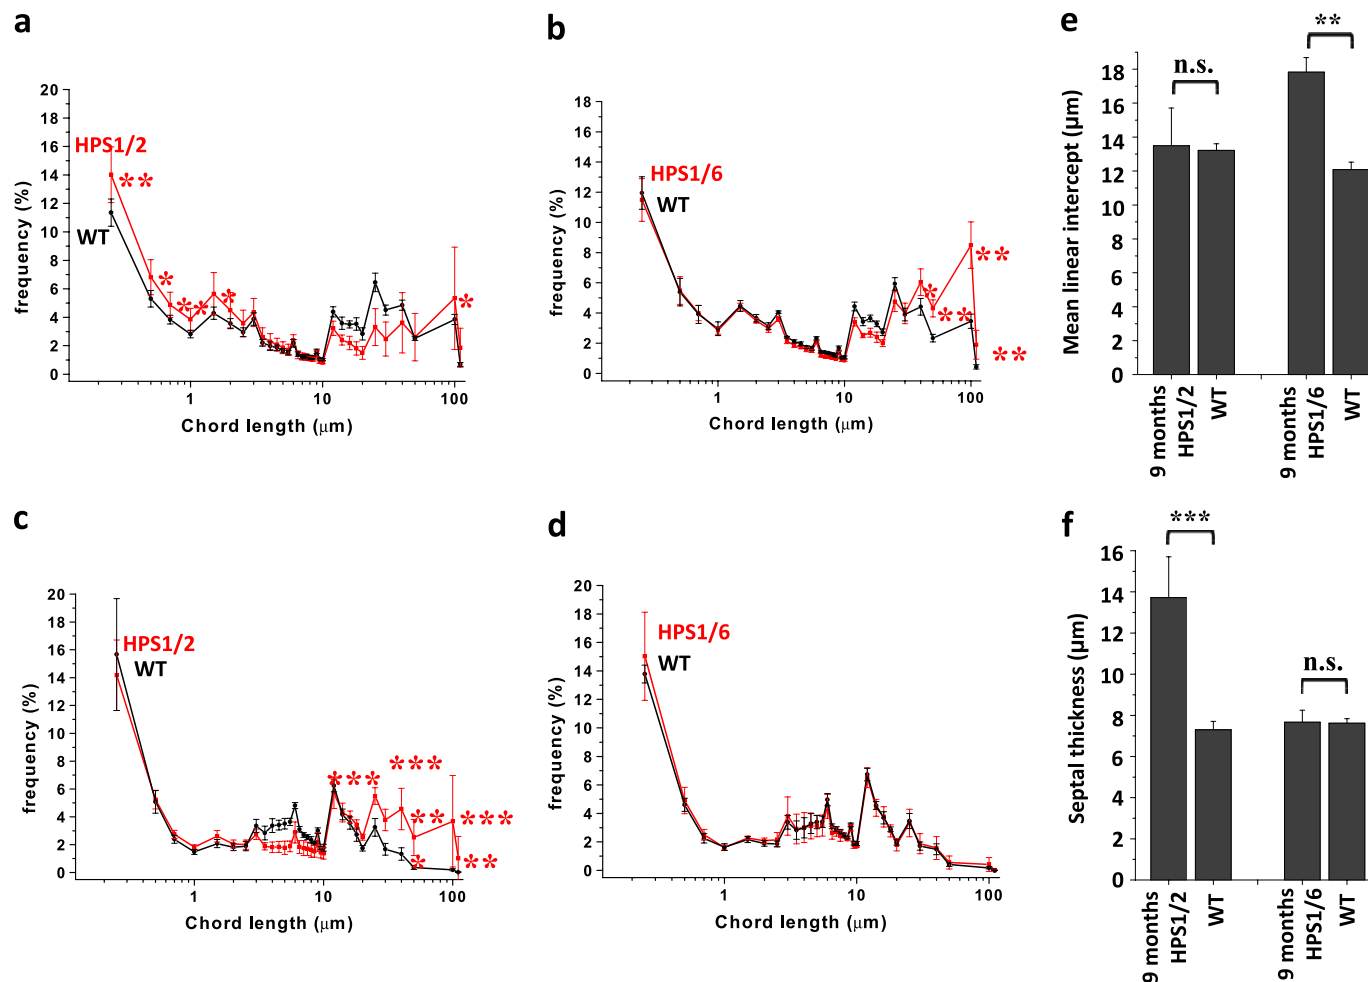 a
20
18
16
14
12
10
8
6
4
2
0
frequency (%)
HPS1/2
**
WT
*
**
*
*
1
10
100
Chord length (μm)
b
18
16
14
12
10
8
6
4
2
0
frequency (%)
HPS1/6
WT
**
*
**
**
1
10
100
Chord length (μm)
e
**
n.s.
18
16
14
12
10
8
6
4
2
0
Mean linear intercept (μm)
9 months
HPS1/2
WT
9 months
HPS1/6
WT
c
20
18
16
14
12
10
8
6
4
2
0
frequency (%)
HPS1/2
WT
***
***
**
***
*
**
1
10
100
Chord length (μm)
d
20
18
16
14
12
10
8
6
4
2
0
frequency (%)
HPS1/6
WT
1
10
100
Chord length (μm)
f
***
n.s.
16
14
12
10
8
6
4
2
0
Septal thickness (μm)
9 months
HPS1/2
WT
9 months
HPS1/6
WT